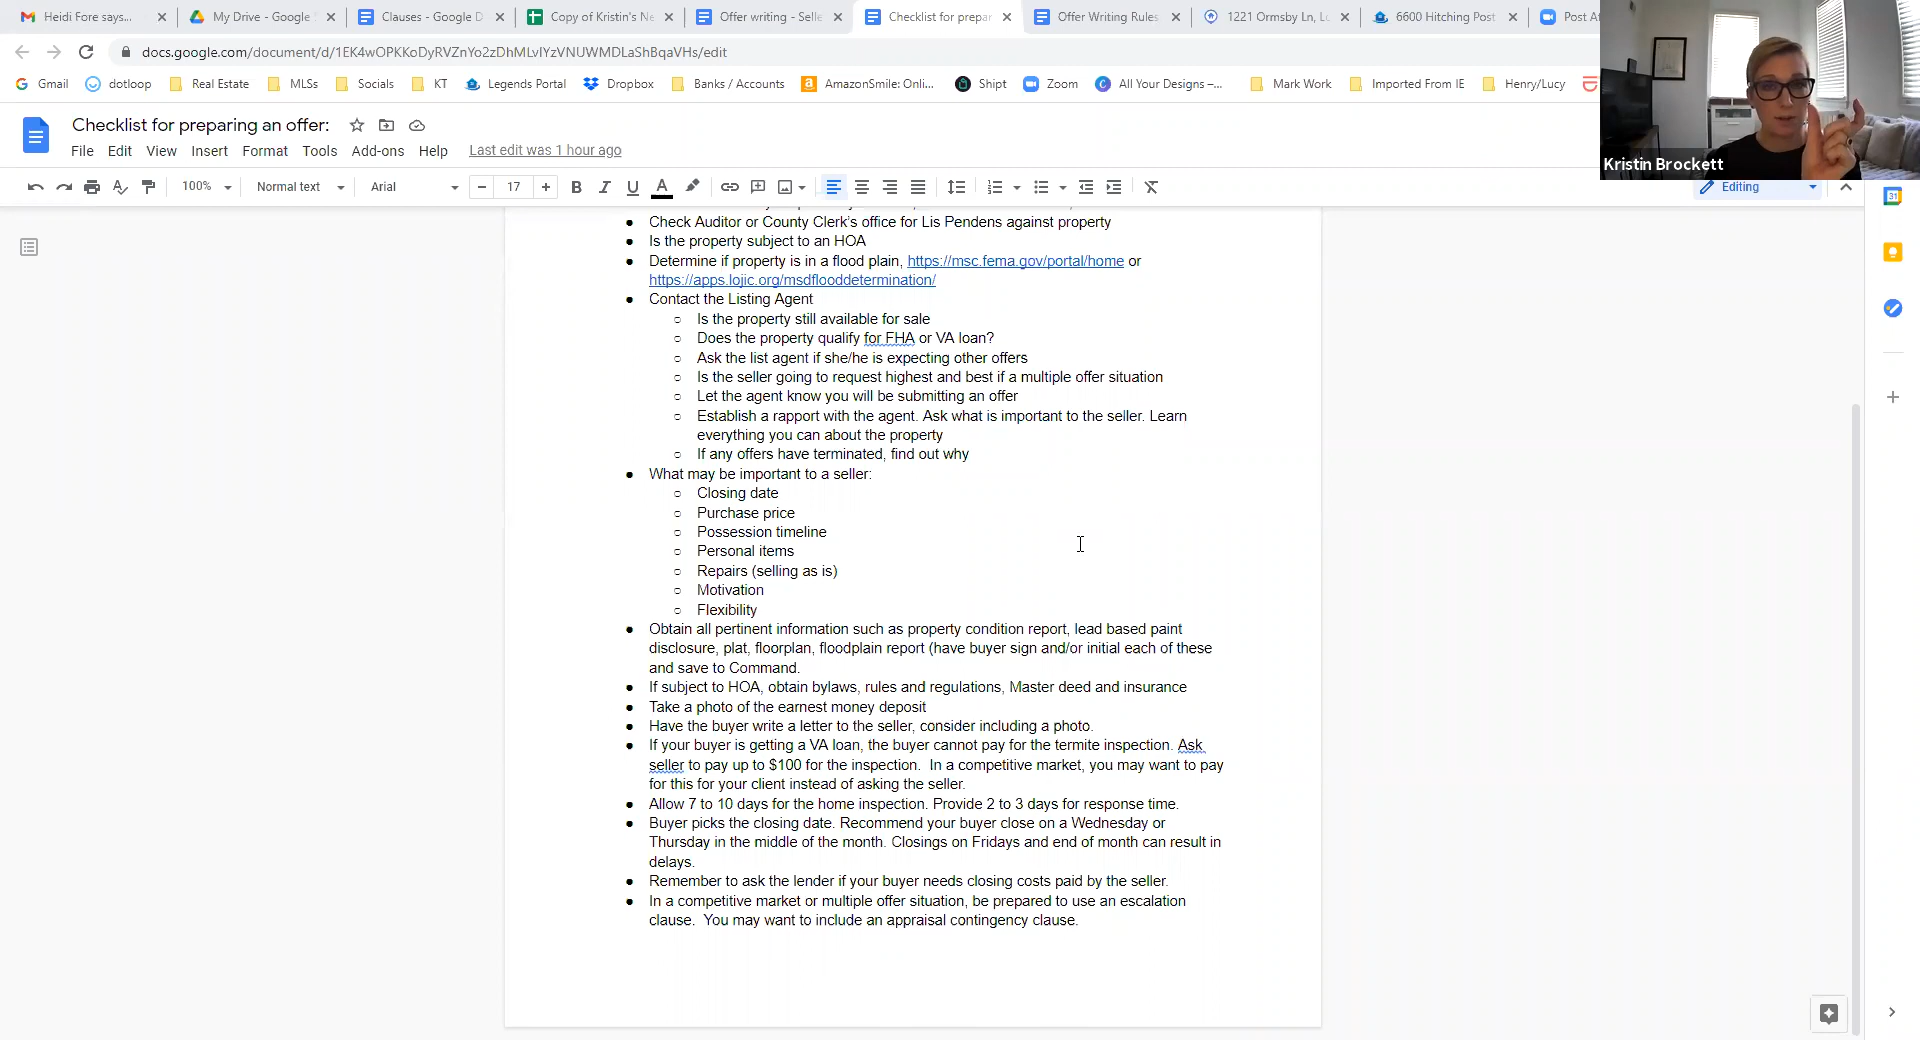 Heidi Fore says...
My Drive - Google
Clauses - Google D
Copy of Kristin's Ne
Offer writing - Selle
Checklist for prepar
Offer Writing Rules
1221 Ormsby Ln, Lo
6600 Hitching Post
Post
docs.google.com/document/d/1EK4wOPKKoDyRVZnYo2zDhMLvIYzVNUWMDLaShBqaVHs/edit
Gmail
dotloop
Real Estate
MLSs
Socials
KT
Legends Portal
Dropbox
Banks / Accounts
AmazonSmile: Onli...
Shipt
Zoom
All Your Designs –...
Mark Work
Imported From IE
Henry/Lucy
Kristin Brockett
Checklist for preparing an offer:
File Edit View Insert Format Tools Add-ons Help Last edit was 1 hour ago
100% Normal text Arial 17 Editing
● Check Auditor or County Clerk's office for Lis Pendens against property
● Is the property subject to an HOA
● Determine if property is in a flood plain, https://msc.fema.gov/portal/home or
https://apps.lojic.org/msdflooddetermination/
● Contact the Listing Agent
○ Is the property still available for sale
○ Does the property qualify for FHA or VA loan?
○ Ask the list agent if she/he is expecting other offers
○ Is the seller going to request highest and best if a multiple offer situation
○ Let the agent know you will be submitting an offer
○ Establish a rapport with the agent. Ask what is important to the seller. Learn
everything you can about the property
○ If any offers have terminated, find out why
● What may be important to a seller:
○ Closing date
○ Purchase price
○ Possession timeline
○ Personal items
○ Repairs (selling as is)
○ Motivation
○ Flexibility
● Obtain all pertinent information such as property condition report, lead based paint
disclosure, plat, floorplan, floodplain report (have buyer sign and/or initial each of these
and save to Command.
● If subject to HOA, obtain bylaws, rules and regulations, Master deed and insurance
● Take a photo of the earnest money deposit
● Have the buyer write a letter to the seller, consider including a photo.
● If your buyer is getting a VA loan, the buyer cannot pay for the termite inspection. Ask
seller to pay up to $100 for the inspection.  In a competitive market, you may want to pay
for this for your client instead of asking the seller.
● Allow 7 to 10 days for the home inspection. Provide 2 to 3 days for response time.
● Buyer picks the closing date. Recommend your buyer close on a Wednesday or
Thursday in the middle of the month. Closings on Fridays and end of month can result in
delays.
● Remember to ask the lender if your buyer needs closing costs paid by the seller.
● In a competitive market or multiple offer situation, be prepared to use an escalation
clause.  You may want to include an appraisal contingency clause.